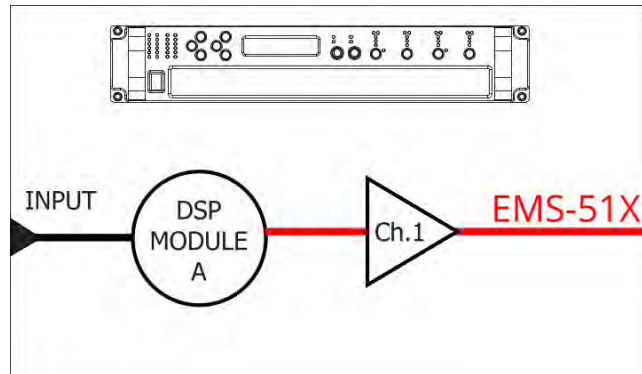 INPUT
DSP
MODULE
A
Ch.1
EMS-51X